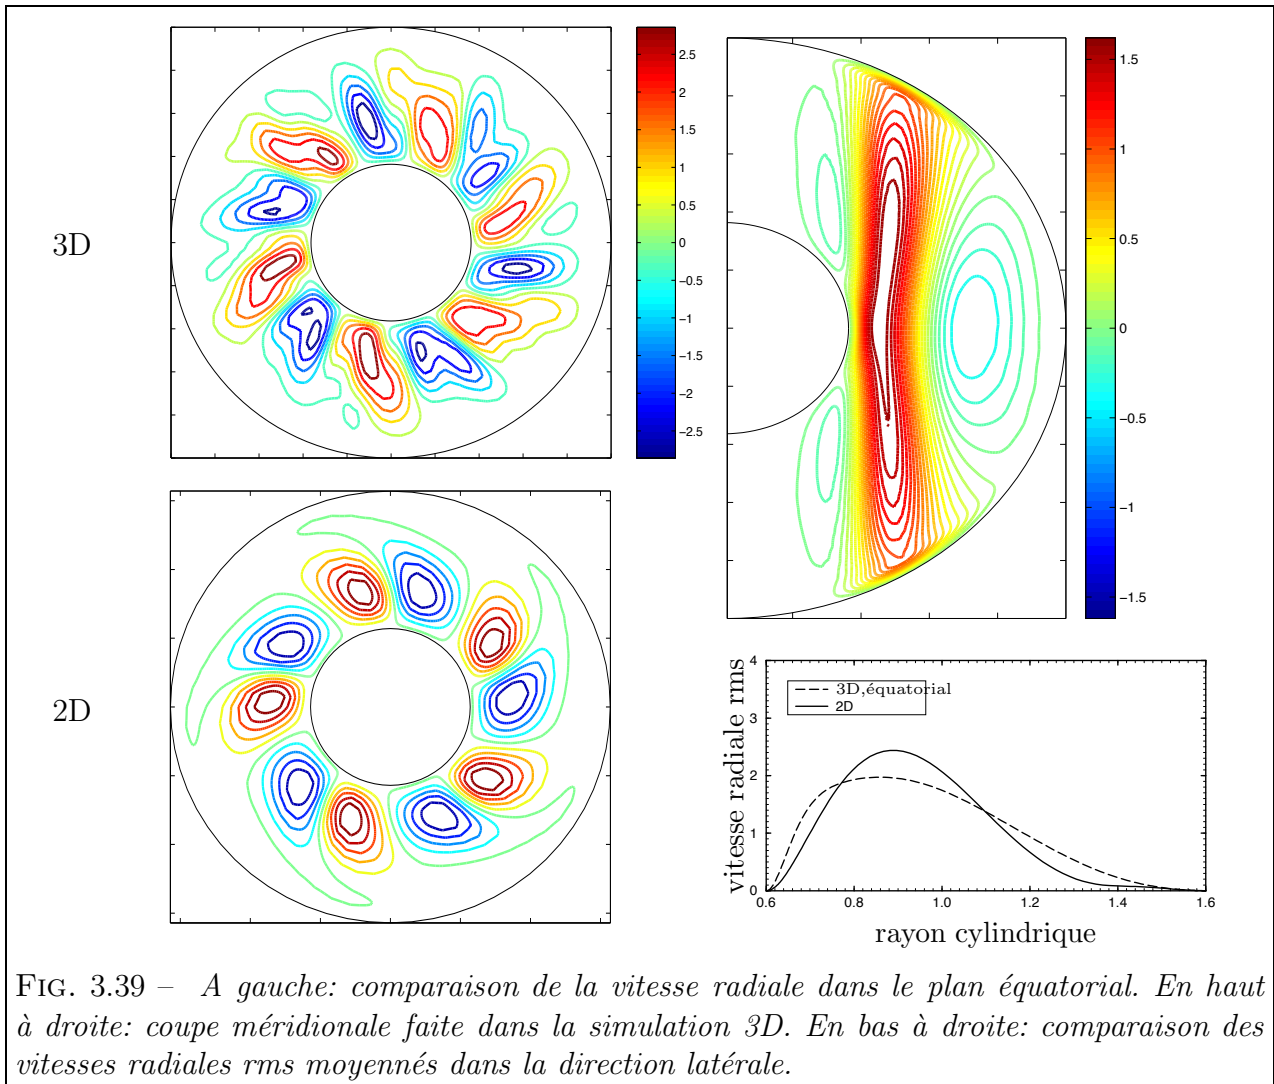 3D
2.5
2
1.5
1
0.5
0
−0.5
−1
−1.5
−2
−2.5
1.5
1
0.5
0
−0.5
−1
−1.5
2D
vitesse radiale rms
4
3
2
1
0
3D,équatorial
2D
0.6 0.8 1.0 1.2 1.4 1.6
rayon cylindrique
FIG. 3.39 – A gauche: comparaison de la vitesse radiale dans le plan équatorial. En haut
à droite: coupe méridionale faite dans la simulation 3D. En bas à droite: comparaison des
vitesses radiales rms moyennés dans la direction latérale.